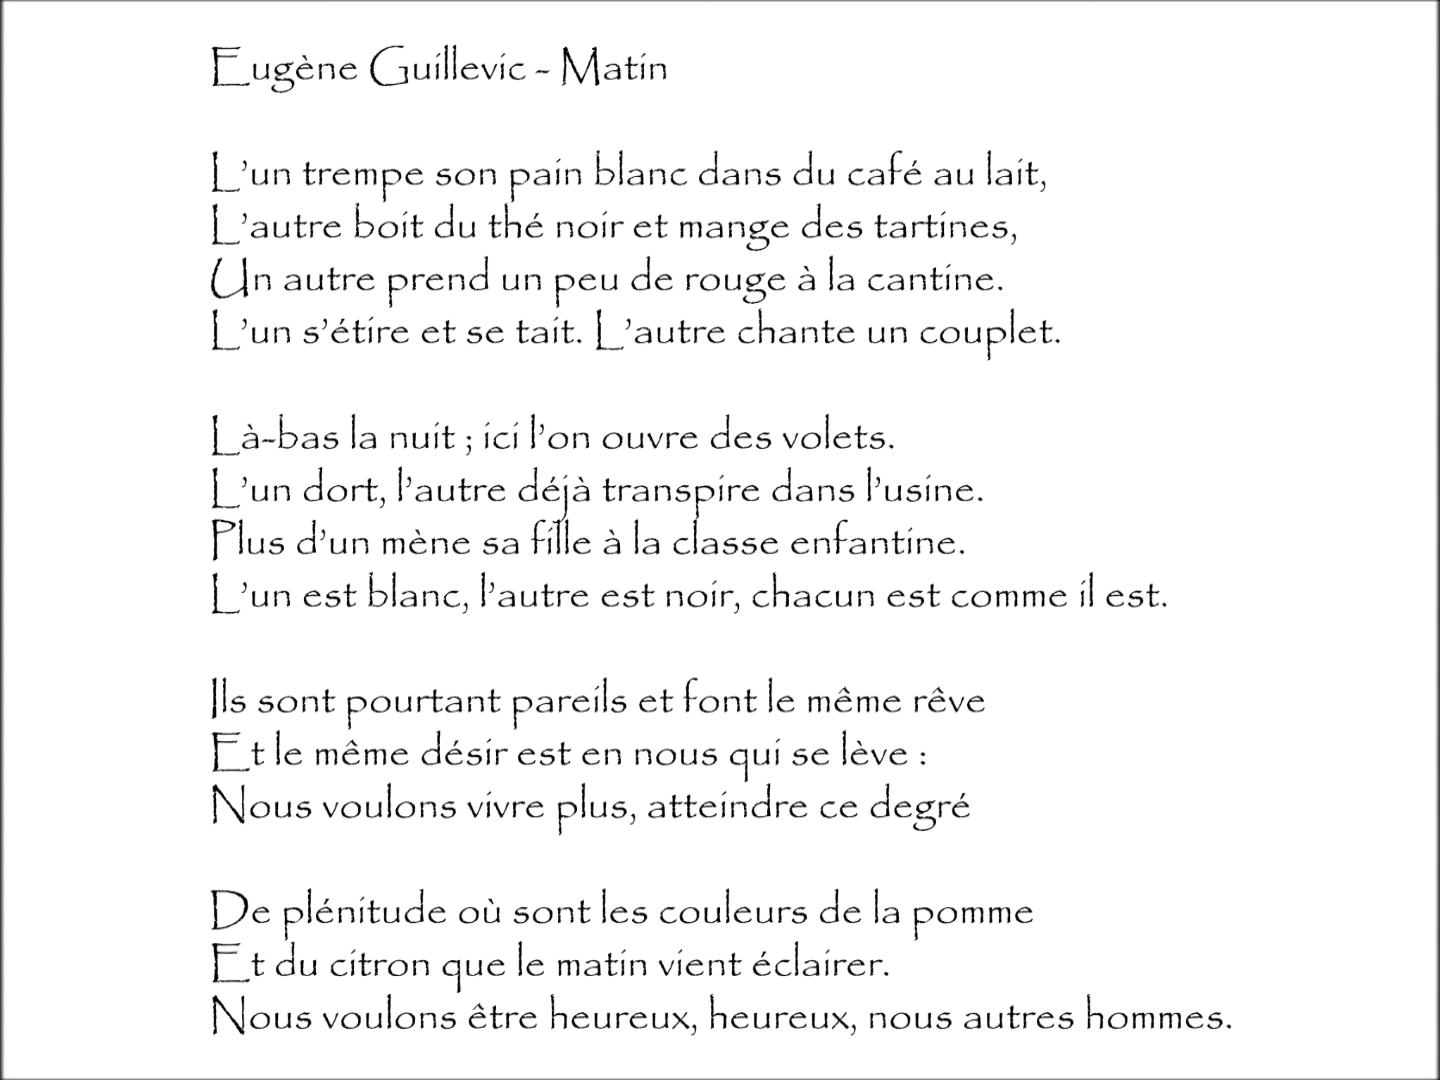 Eugène Guillevic - Matin
L'un trempe son pain blanc dans du café au lait,
L'autre boit du thé noir et mange des tartines,
Un autre prend un peu de rouge à la cantine.
L'un s'étire et se tait. L'autre chante un couplet.
Là-bas la nuit ; ici l'on ouvre des volets.
L'un dort, l'autre déjà transpire dans l'usine.
Plus d'un mène sa fille à la classe enfantine.
L'un est blanc, l'autre est noir, chacun est comme il est.
Ils sont pourtant pareils et font le même rêve
Et le même désir est en nous qui se lève :
Nous voulons vivre plus, atteindre ce degré
De plénitude où sont les couleurs de la pomme
Et du citron que le matin vient éclairer.
Nous voulons être heureux, heureux, nous autres hommes.